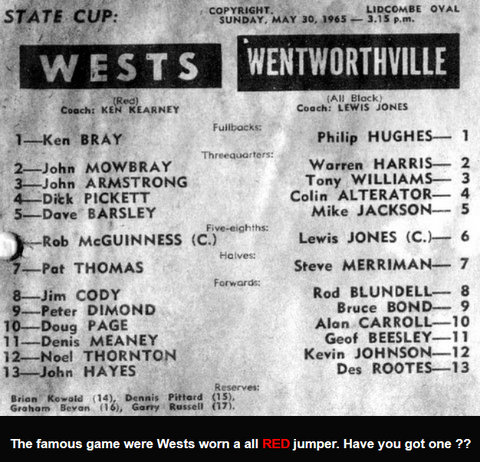 STATE CUP:
COPYRIGHT. LIDCOMBE OVAL
SUNDAY, MAY 30, 1965 — 3.15 p.m.
WESTS WENTWORTHVILLE
(Red) (All Black)
Coach: KEN KEARNEY Coach: LEWIS JONES
Fullbacks:
1—Ken BRAY Philip HUGHES— 1
Threequarters:
2—John MOWBRAY Warren HARRIS— 2
3—John ARMSTRONG Tony WILLIAMS— 3
4—Dick PICKETT Colin ALTERATOR— 4
5—Dave BARSLEY Mike JACKSON— 5
Five-eighths:
—Rob McGUINNESS (C.) Lewis JONES (C.)— 6
Halves:
7—Pat THOMAS Steve MERRIMAN— 7
Forwards:
8—Jim CODY Rod BLUNDELL— 8
9—Peter DIMOND Bruce BOND— 9
10—Doug PAGE Alan CARROLL—10
11—Denis MEANEY Geof BEESLEY—11
12—Noel THORNTON Kevin JOHNSON—12
13—John HAYES Des ROOTES—13
Reserves:
Brian Kowald (14), Dennis Pittard (15),
Graham Bevan (16), Garry Russell (17).
The famous game were Wests worn a all RED jumper. Have you got one ??